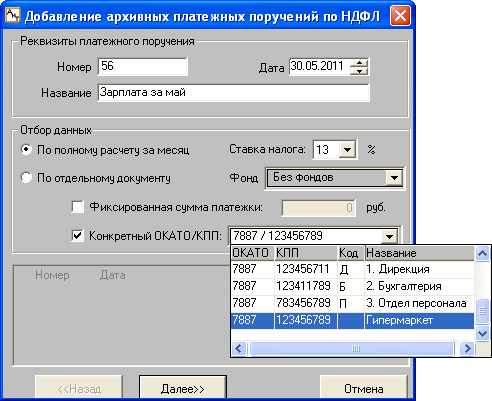 Добавление архивных платежных поручений по НДФЛ
Реквизиты платежного поручения
Номер 56 Дата 30.05.2011
Название Зарплата за май
Отбор данных
По полному расчету за месяц Ставка налога: 13 %
По отдельному документу Фонд Без фондов
Фиксированная сумма платежки: 0 руб.
Конкретный ОКАТО/КПП: 7887 / 123456789
ОКАТО КПП Код Название
7887 123456711 Д 1. Дирекция
7887 123411789 Б 2. Бухгалтерия
7887 783456789 П 3. Отдел персонала
7887 123456789 Гипермаркет
Номер Дата
<<Назад Далее>> Отмена